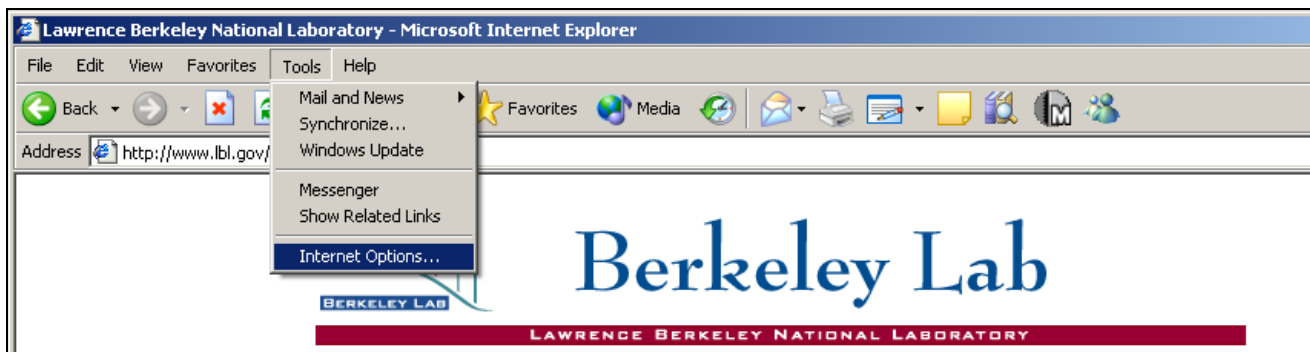 Lawrence Berkeley National Laboratory - Microsoft Internet Explorer
File Edit View Favorites Tools Help
Back Favorites Media
Mail and News
Synchronize...
Windows Update
Messenger
Show Related Links
Internet Options...
Address http://www.lbl.gov/
Berkeley Lab
BERKELEY LAB
LAWRENCE BERKELEY NATIONAL LABORATORY